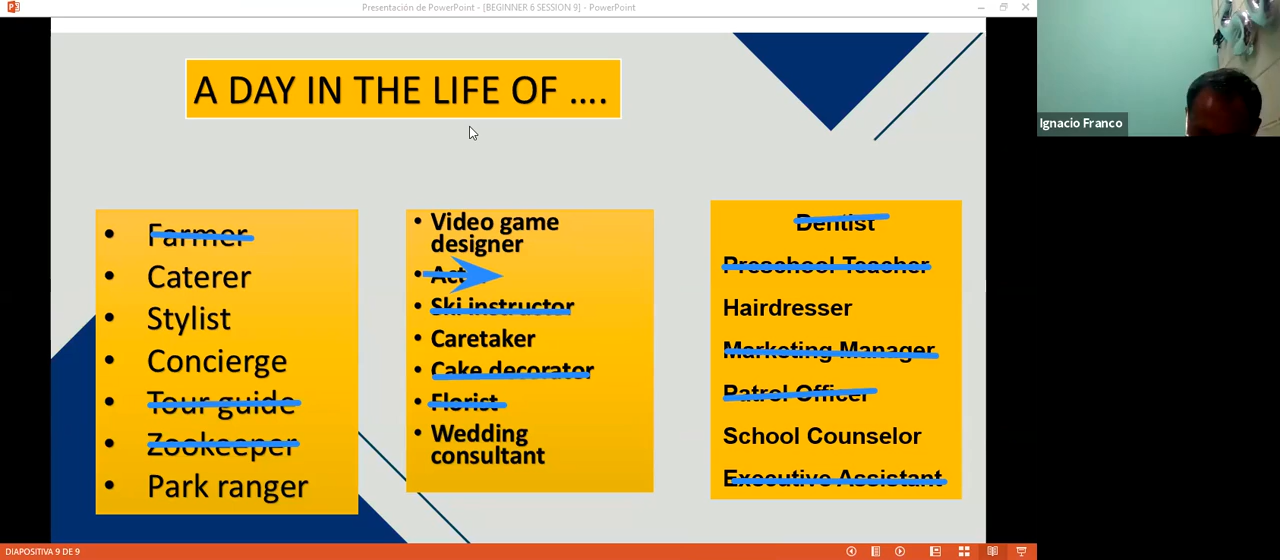 Presentación de PowerPoint - [BEGINNER 6 SESSION 9] - PowerPoint
A DAY IN THE LIFE OF ....
• Farmer
• Caterer
• Stylist
• Concierge
• Tour guide
• Zookeeper
• Park ranger
• Video game
designer
•
• Ski instructor
• Caretaker
• Cake decorator
• Florist
• Wedding
consultant
Dentist
Preschool Teacher
Hairdresser
Marketing Manager
Patrol Officer
School Counselor
Executive Assistant
Ignacio Franco
DIAPOSITIVA 9 DE 9